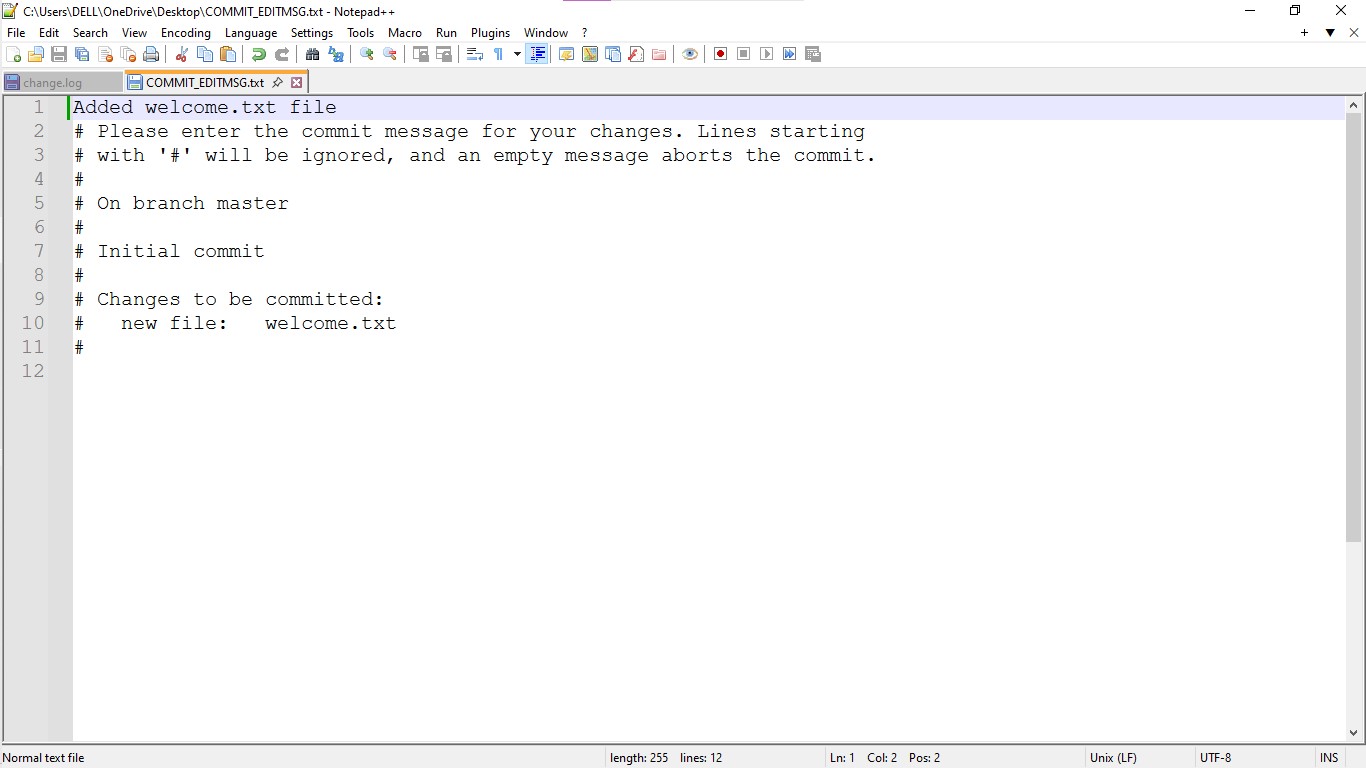 C:\Users\DELL\OneDrive\Desktop\COMMIT_EDITMSG.txt - Notepad++
File Edit Search View Encoding Language Settings Tools Macro Run Plugins Window ?
+ ▼ ✕
change.log COMMIT_EDITMSG.txt
1 Added welcome.txt file
2 # Please enter the commit message for your changes. Lines starting
3 # with '#' will be ignored, and an empty message aborts the commit.
4 #
5 # On branch master
6 #
7 # Initial commit
8 #
9 # Changes to be committed:
10 #   new file:   welcome.txt
11 #
12
Normal text file length: 255 lines: 12 Ln: 1 Col: 2 Pos: 2 Unix (LF) UTF-8 INS